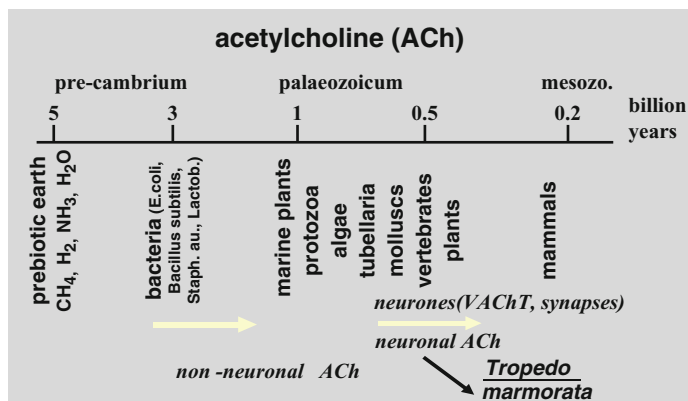 acetylcholine (ACh)
pre-cambrium palaeozoicum mesozo.
5 3 1 0.5 0.2 billion
years
prebiotic earth
CH4, H2, NH3, H2O
bacteria (E.coli,
Bacillus subtilis,
Staph. au., Lactob.)
marine plants
protozoa
algae
tubellaria
molluscs
vertebrates
plants
mammals
neurones(VAChT, synapses)
neuronal ACh
non -neuronal ACh
Tropedo
marmorata